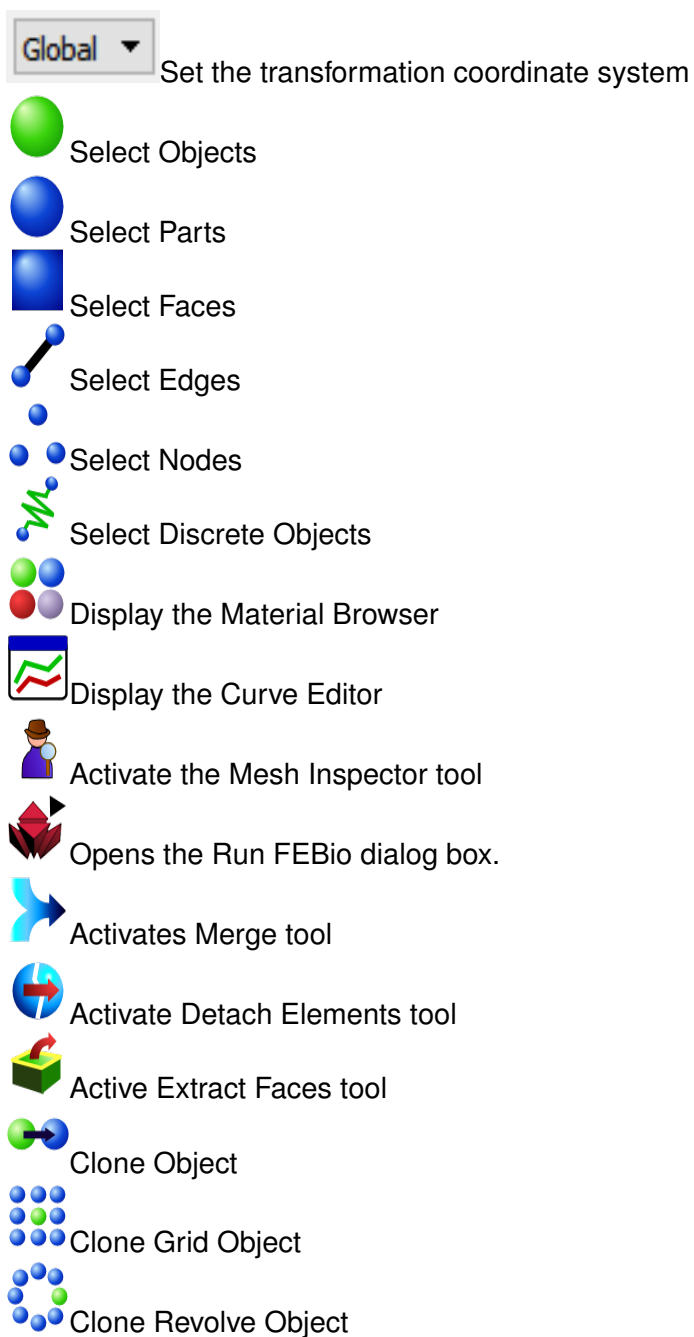 Global Set the transformation coordinate system
Select Objects
Select Parts
Select Faces
Select Edges
Select Nodes
Select Discrete Objects
Display the Material Browser
Display the Curve Editor
Activate the Mesh Inspector tool
Opens the Run FEBio dialog box.
Activates Merge tool
Activate Detach Elements tool
Active Extract Faces tool
Clone Object
Clone Grid Object
Clone Revolve Object